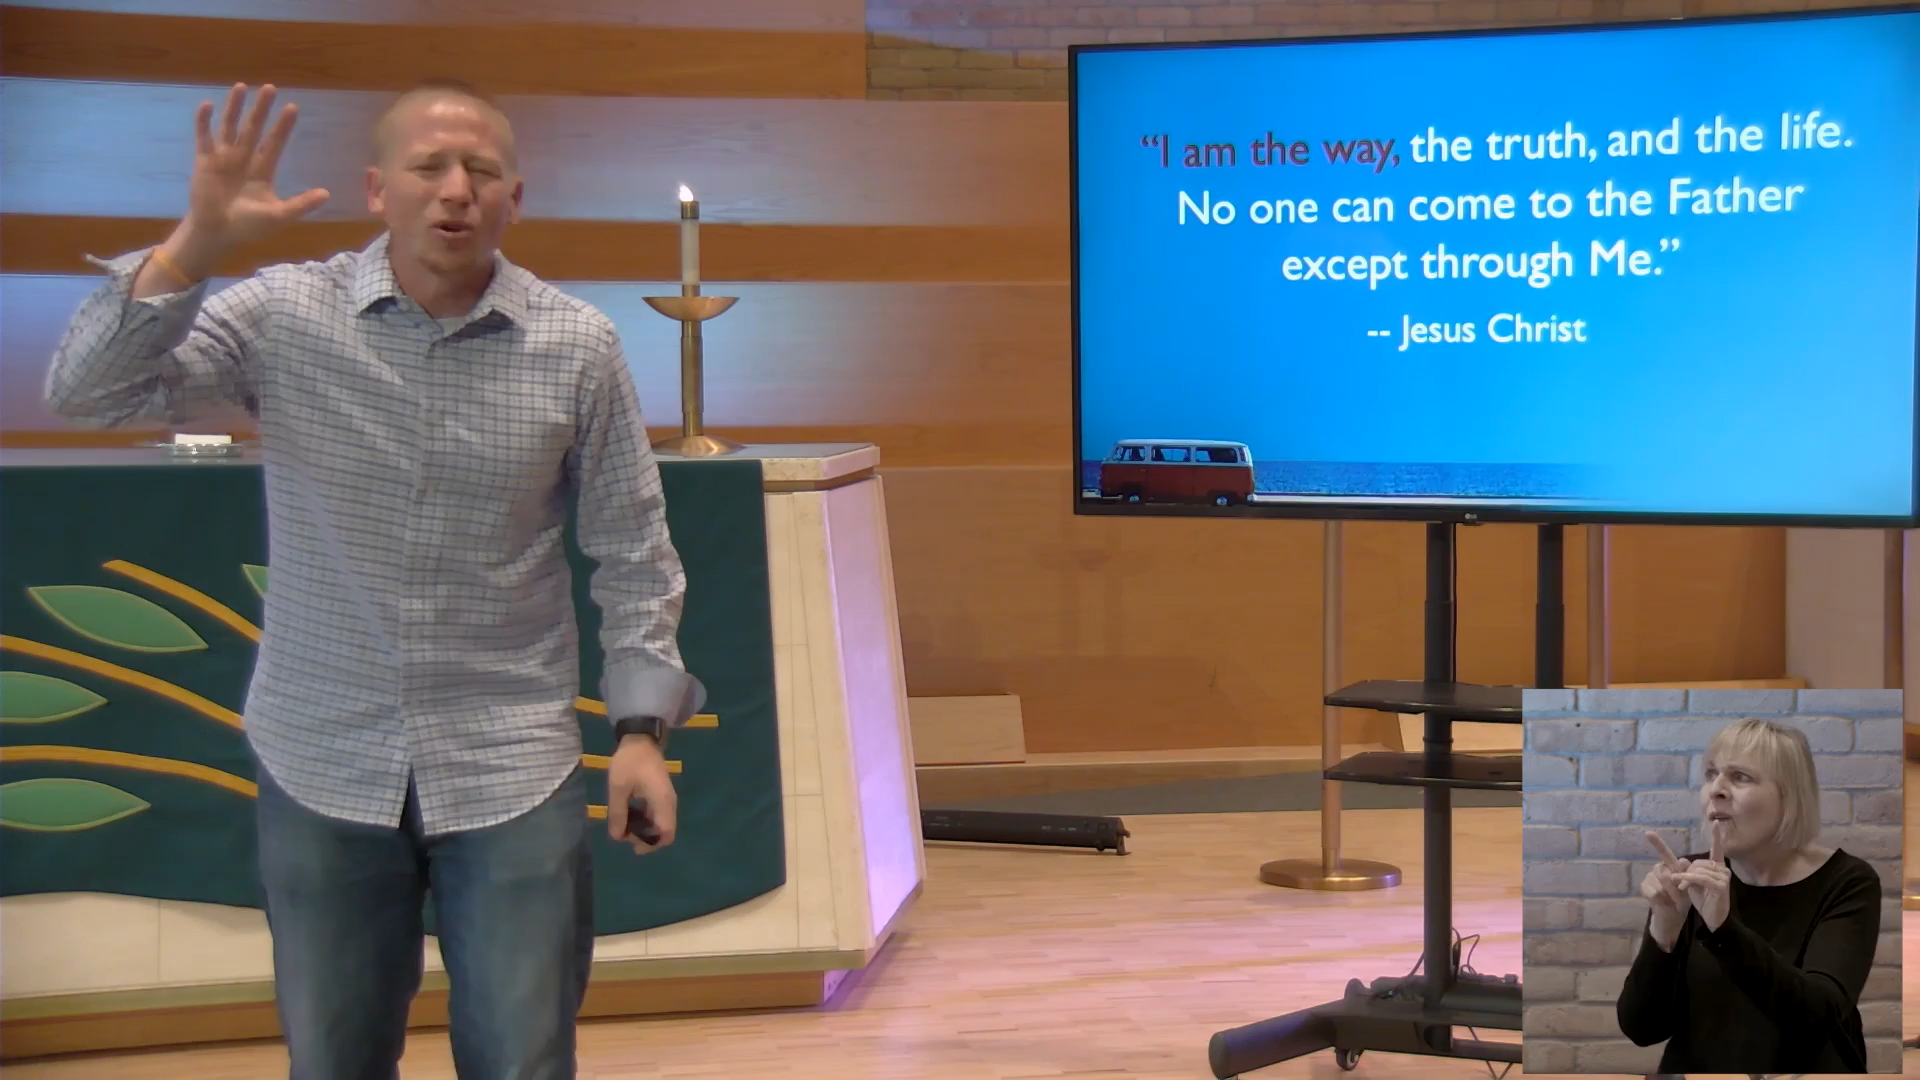 “I am the way, the truth, and the life.
No one can come to the Father
except through Me.”
-- Jesus Christ
LG